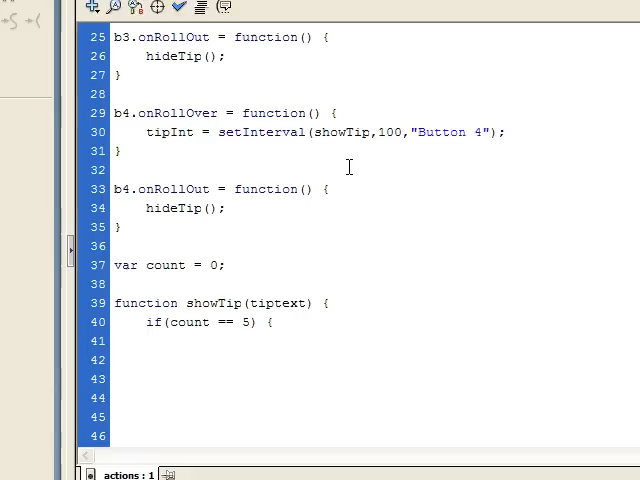 25 b3.onRollOut = function() {
26 hideTip();
27 }
28
29 b4.onRollOver = function() {
30 tipInt = setInterval(showTip,100,"Button 4");
31 }
32
33 b4.onRollOut = function() {
34 hideTip();
35 }
36
37 var count = 0;
38
39 function showTip(tiptext) {
40 if(count == 5) {
41
42
43
44
45
46
actions : 1